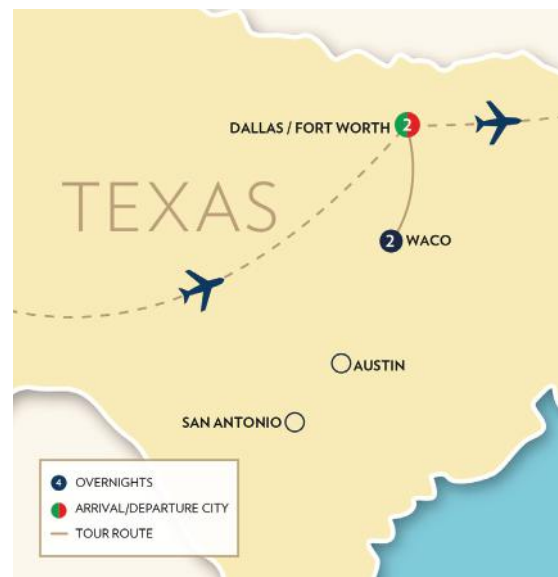 DALLAS / FORT WORTH
2
TEXAS
2
WACO
AUSTIN
SAN ANTONIO
4 OVERNIGHTS
ARRIVAL/DEPARTURE CITY
TOUR ROUTE